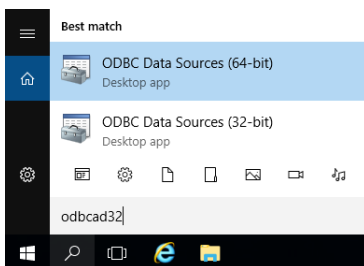 Best match
ODBC Data Sources (64-bit)
Desktop app
ODBC Data Sources (32-bit)
Desktop app
odbcad32